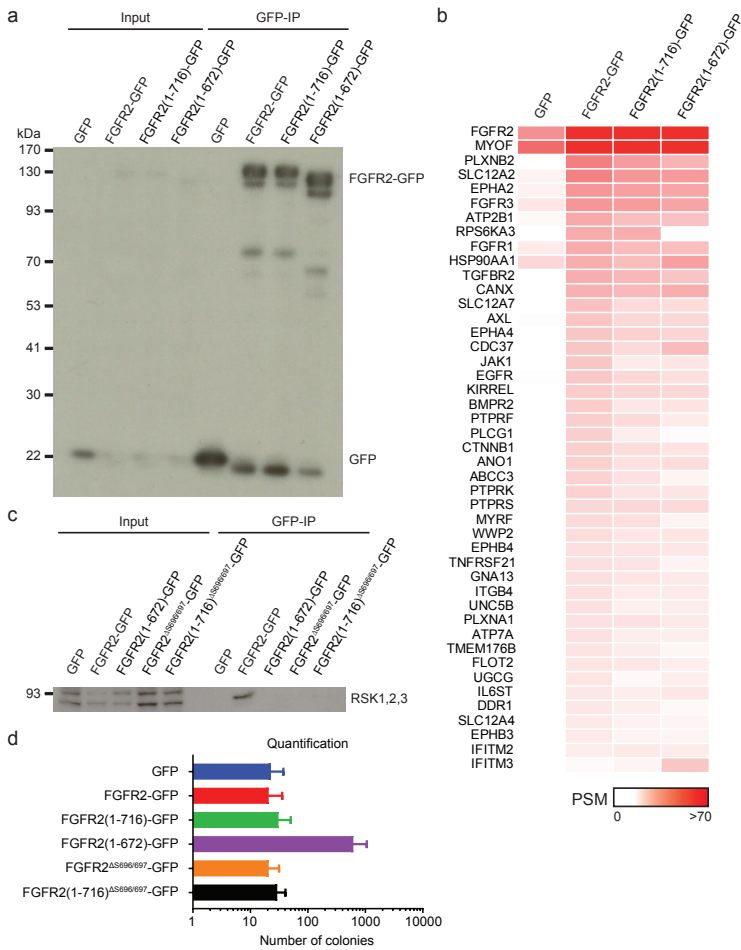 a
Input
GFP-IP
GFP
FGFR2-GFP
FGFR2(1-716)-GFP
FGFR2(1-672)-GFP
GFP
FGFR2-GFP
FGFR2(1-716)-GFP
FGFR2(1-672)-GFP
kDa
170
130
93
70
53
41
30
22
FGFR2-GFP
GFP
b
GFP
FGFR2-GFP
FGFR2(1-716)-GFP
FGFR2(1-672)-GFP
FGFR2
MYOF
PLXNB2
SLC12A2
EPHA2
FGFR3
ATP2B1
RPS6KA3
FGFR1
HSP90AA1
TGFBR2
CANX
SLC12A7
AXL
EPHA4
CDC37
JAK1
EGFR
KIRREL
BMPR2
PTPRF
PLCG1
CTNNB1
ANO1
ABCC3
PTPRK
PTPRS
MYRF
WWP2
EPHB4
TNFRSF21
GNA13
ITGB4
UNC5B
PLXNA1
ATP7A
TMEM176B
FLOT2
UGCG
IL6ST
DDR1
SLC12A4
EPHB3
IFITM2
IFITM3
PSM
0 >70
c
Input
GFP-IP
GFP
FGFR2-GFP
FGFR2(1-672)-GFP
FGFR2ΔS696/697-GFP
FGFR2(1-716)ΔS696/697-GFP
GFP
FGFR2-GFP
FGFR2(1-672)-GFP
FGFR2ΔS696/697-GFP
FGFR2(1-716)ΔS696/697-GFP
93
RSK1,2,3
d
Quantification
GFP
FGFR2-GFP
FGFR2(1-716)-GFP
FGFR2(1-672)-GFP
FGFR2ΔS696/697-GFP
FGFR2(1-716)ΔS696/697-GFP
1 10 100 1000 10000
Number of colonies